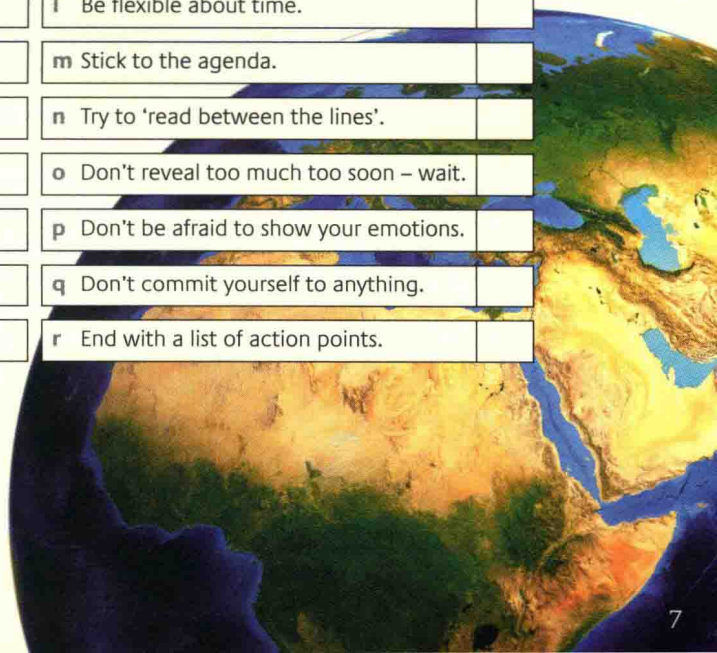 l Be flexible about time.
m Stick to the agenda.
n Try to 'read between the lines'.
o Don't reveal too much too soon – wait.
p Don't be afraid to show your emotions.
q Don't commit yourself to anything.
r End with a list of action points.
7